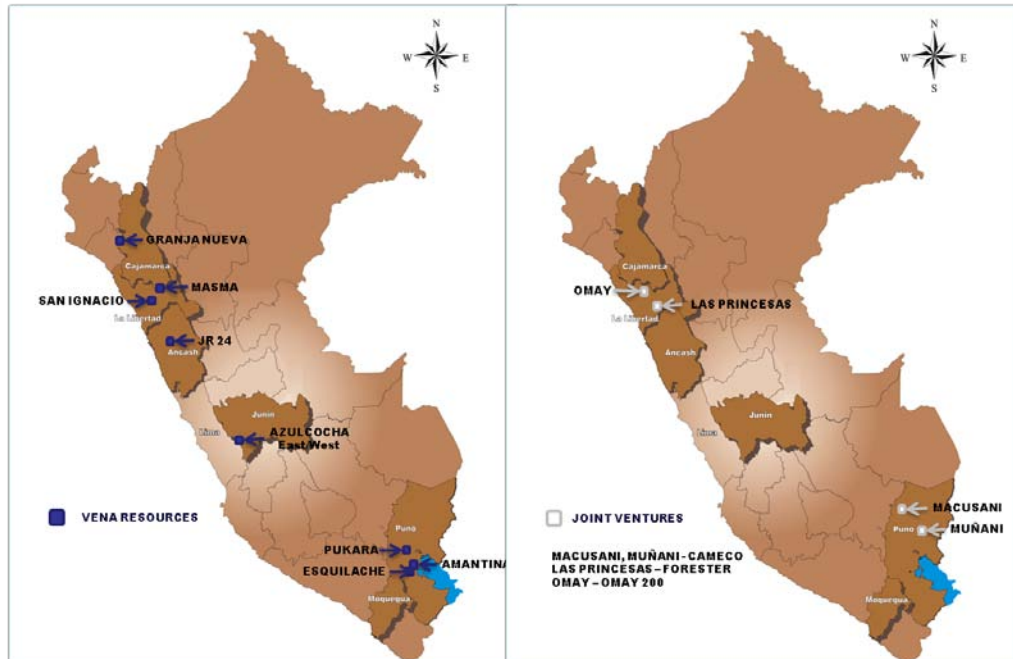 N
W E
S
GRANJA NUEVA
Cajamarca
MASMA
SAN IGNACIO
La Libertad
JR 24
Ancash
Junin
Lima
AZULCOCHA
East/West
VENA RESOURCES
Puno
PUKARA
AMANTINA
ESQUILACHE
Moquegua
N
W E
S
Cajamarca
OMAY
LAS PRINCESAS
La Libertad
Ancash
Junin
Lima
MACUSANI
JOINT VENTURES
Puno
MUÑANI
MACUSANI, MUÑANI - CAMECO
LAS PRINCESAS – FORESTER
OMAY – OMAY 200
Moquegua